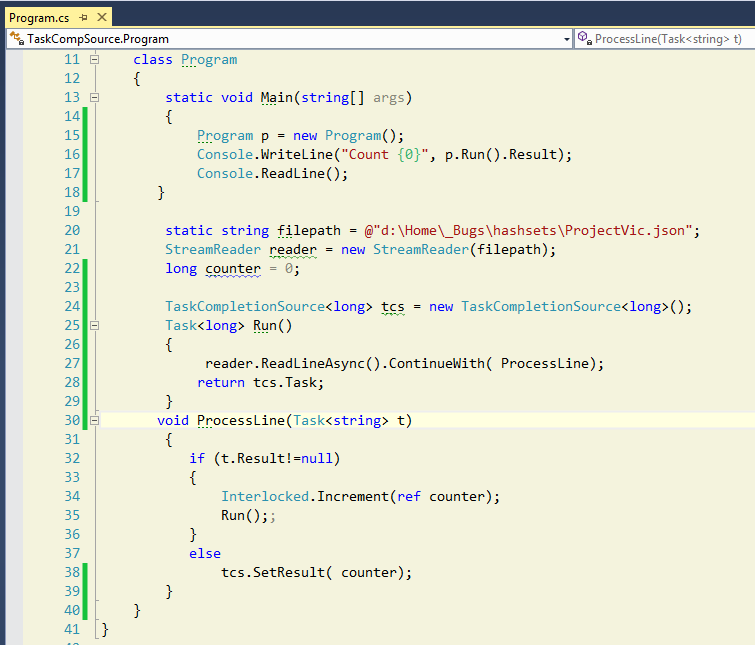 Program.cs
TaskCompSource.Program ProcessLine(Task<string> t)
11 class Program
12 {
13 static void Main(string[] args)
14 {
15 Program p = new Program();
16 Console.WriteLine("Count {0}", p.Run().Result);
17 Console.ReadLine();
18 }
19
20 static string filepath = @"d:\Home\_Bugs\hashsets\ProjectVic.json";
21 StreamReader reader = new StreamReader(filepath);
22 long counter = 0;
23
24 TaskCompletionSource<long> tcs = new TaskCompletionSource<long>();
25 Task<long> Run()
26 {
27 reader.ReadLineAsync().ContinueWith( ProcessLine);
28 return tcs.Task;
29 }
30 void ProcessLine(Task<string> t)
31 {
32 if (t.Result!=null)
33 {
34 Interlocked.Increment(ref counter);
35 Run();;
36 }
37 else
38 tcs.SetResult( counter);
39 }
40 }
41 }